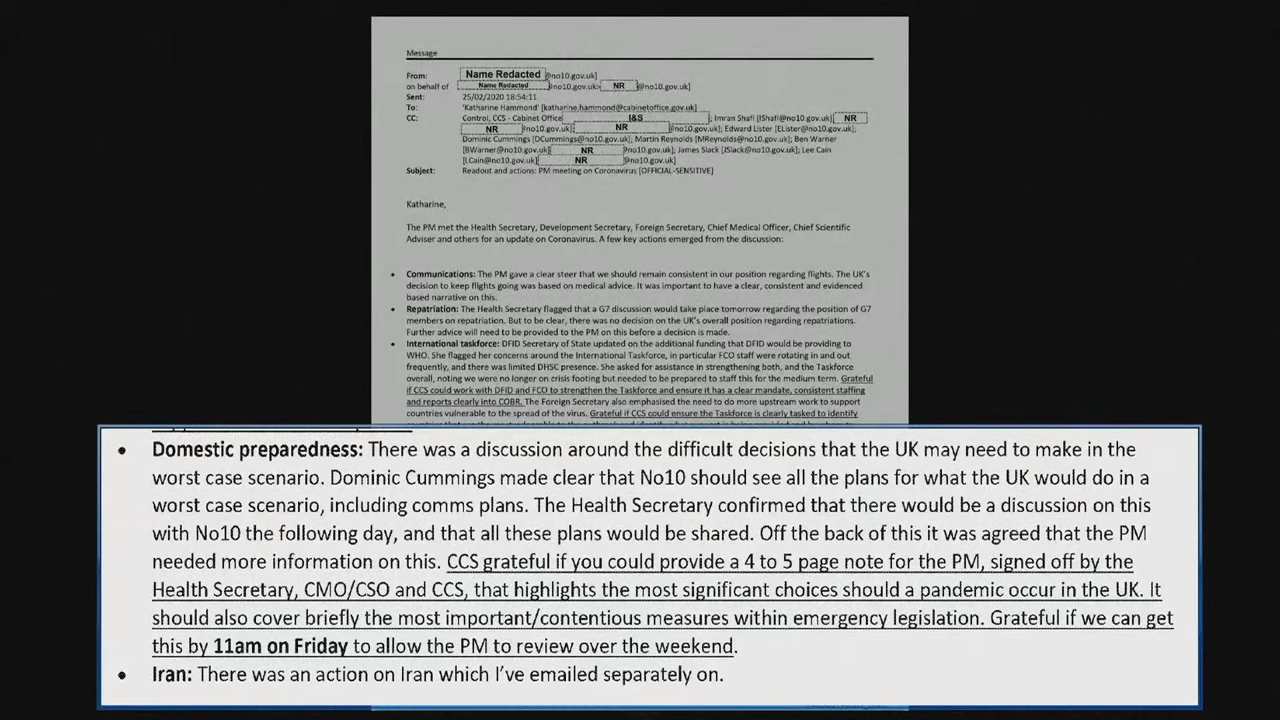 Message
From: Name Redacted @no10.gov.uk]
on behalf of Name Redacted @no10.gov.uk> NR @no10.gov.uk]
Sent: 25/02/2020 18:54:11
To: 'Katharine Hammond' [katharine.hammond@cabinetoffice.gov.uk]
CC: Control, CCS - Cabinet Office I&S ; Imran Shafi [IShafi@no10.gov.uk] NR
NR @no10.gov.uk]; NR @no10.gov.uk]; Edward Lister [ELister@no10.gov.uk];
Dominic Cummings [DCummings@no10.gov.uk]; Martin Reynolds [MReynolds@no10.gov.uk]; Ben Warner
[BWarner@no10.gov.uk] NR @no10.gov.uk]; James Slack [JSlack@no10.gov.uk]; Lee Cain
[LCain@no10.gov.uk] NR @no10.gov.uk]
Subject: Readout and actions: PM meeting on Coronavirus [OFFICIAL-SENSITIVE]
Katharine,
The PM met the Health Secretary, Development Secretary, Foreign Secretary, Chief Medical Officer, Chief Scientific
Adviser and others for an update on Coronavirus. A few key actions emerged from the discussion:
• Communications: The PM gave a clear steer that we should remain consistent in our position regarding flights. The UK's
decision to keep flights going was based on medical advice. It was important to have a clear, consistent and evidenced
based narrative on this.
• Repatriation: The Health Secretary flagged that a G7 discussion would take place tomorrow regarding the position of G7
members on repatriation. But to be clear, there was no decision on the UK's overall position regarding repatriations.
Further advice will need to be provided to the PM on this before a decision is made.
• International taskforce: DFID Secretary of State updated on the additional funding that DFID would be providing to
WHO. She flagged her concerns around the International Taskforce, in particular FCO staff were rotating in and out
frequently, and there was limited DHSC presence. She asked for assistance in strengthening both, and the Taskforce
overall, noting we were no longer on crisis footing but needed to be prepared to staff this for the medium term. Grateful
if CCS could work with DFID and FCO to strengthen the Taskforce and ensure it has a clear mandate, consistent staffing
and reports clearly into COBR. The Foreign Secretary also emphasised the need to do more upstream work to support
countries vulnerable to the spread of the virus. Grateful if CCS could ensure the Taskforce is clearly tasked to identify
• Domestic preparedness: There was a discussion around the difficult decisions that the UK may need to make in the
worst case scenario. Dominic Cummings made clear that No10 should see all the plans for what the UK would do in a
worst case scenario, including comms plans. The Health Secretary confirmed that there would be a discussion on this
with No10 the following day, and that all these plans would be shared. Off the back of this it was agreed that the PM
needed more information on this. CCS grateful if you could provide a 4 to 5 page note for the PM, signed off by the
Health Secretary, CMO/CSO and CCS, that highlights the most significant choices should a pandemic occur in the UK. It
should also cover briefly the most important/contentious measures within emergency legislation. Grateful if we can get
this by 11am on Friday to allow the PM to review over the weekend.
• Iran: There was an action on Iran which I've emailed separately on.